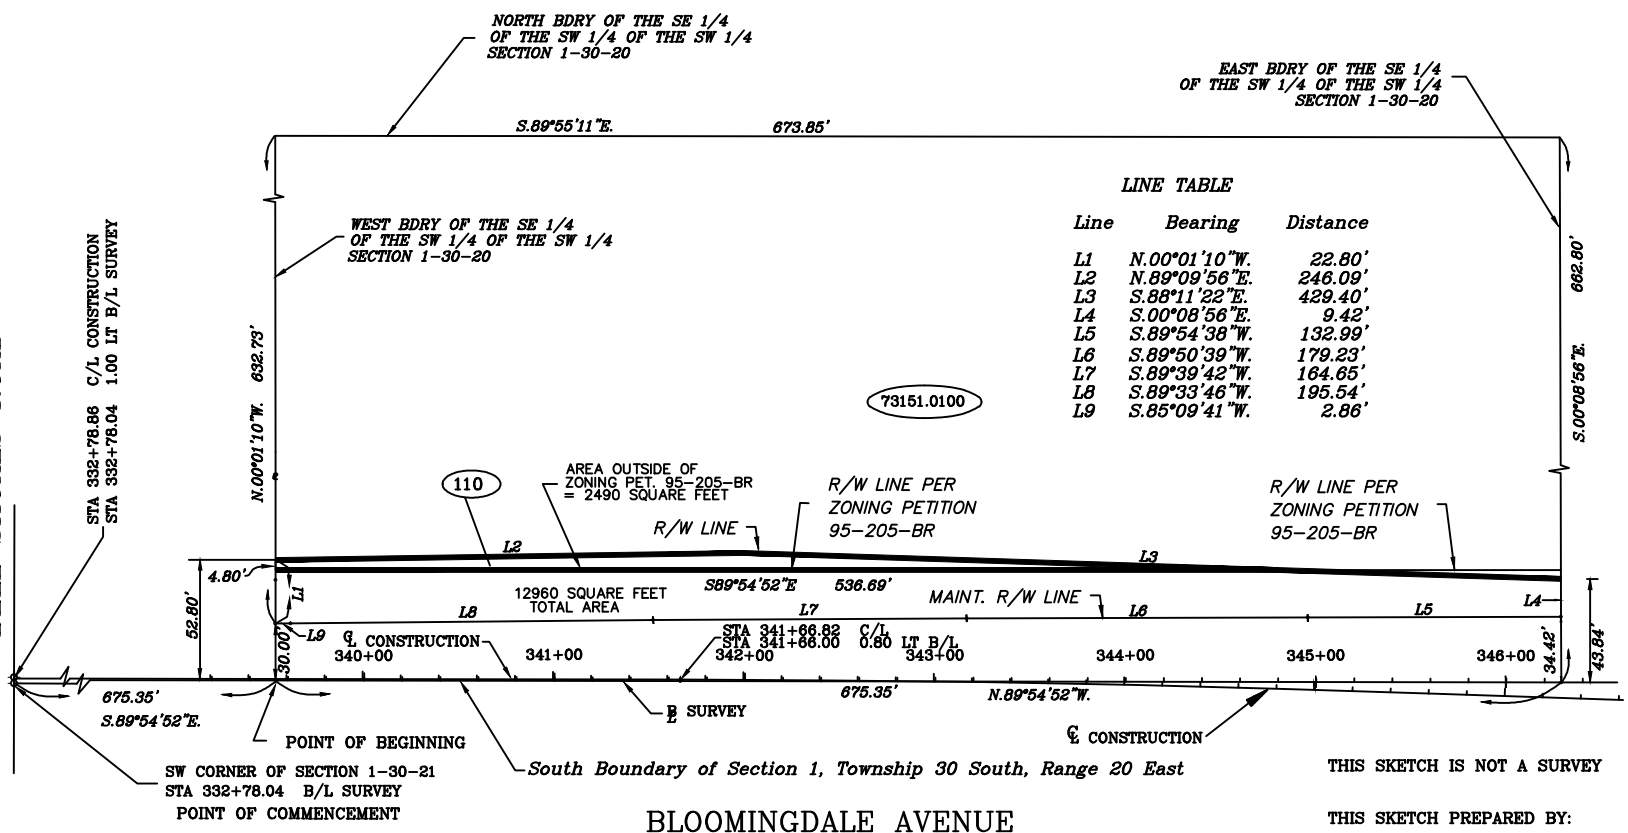 NORTH BDRY OF THE SE 1/4
OF THE SW 1/4 OF THE SW 1/4
SECTION 1-30-20
EAST BDRY OF THE SE 1/4
OF THE SW 1/4 OF THE SW 1/4
SECTION 1-30-20
S.89°55'11"E. 673.85'
LINE TABLE
Line Bearing Distance
L1 N.00°01'10"W. 22.80'
L2 N.89°09'56"E. 246.09'
L3 S.88°11'22"E. 429.40'
L4 S.00°08'56"E. 9.42'
L5 S.89°54'38"W. 132.99'
L6 S.89°50'39"W. 179.23'
L7 S.89°39'42"W. 164.65'
L8 S.89°33'46"W. 195.54'
L9 S.85°09'41"W. 2.86'
WEST BDRY OF THE SE 1/4
OF THE SW 1/4 OF THE SW 1/4
SECTION 1-30-20
STA 332+78.86 C/L CONSTRUCTION
STA 332+78.04 1.00 LT B/L SURVEY
N.00°01'10"W. 632.73'
662.80'
S.00°08'56"E.
73151.0100
110
AREA OUTSIDE OF
ZONING PET. 95-205-BR
= 2490 SQUARE FEET
R/W LINE
R/W LINE PER
ZONING PETITION
95-205-BR
R/W LINE PER
ZONING PETITION
95-205-BR
L2
L3
4.80'
52.80'
L1
S89°54'52"E 536.69'
12960 SQUARE FEET
TOTAL AREA
MAINT. R/W LINE
L4
L8
L7
L6
L5
L9
30.00'
℄ CONSTRUCTION
STA 341+66.82 C/L
STA 341+66.00 0.80 LT B/L
34.42'
43.84'
340+00
341+00
342+00
343+00
344+00
345+00
346+00
675.35'
S.89°54'52"E.
675.35'
N.89°54'52"W.
BL SURVEY
℄ CONSTRUCTION
POINT OF BEGINNING
SW CORNER OF SECTION 1-30-21
STA 332+78.04 B/L SURVEY
POINT OF COMMENCEMENT
South Boundary of Section 1, Township 30 South, Range 20 East
THIS SKETCH IS NOT A SURVEY
THIS SKETCH PREPARED BY:
BLOOMINGDALE AVENUE